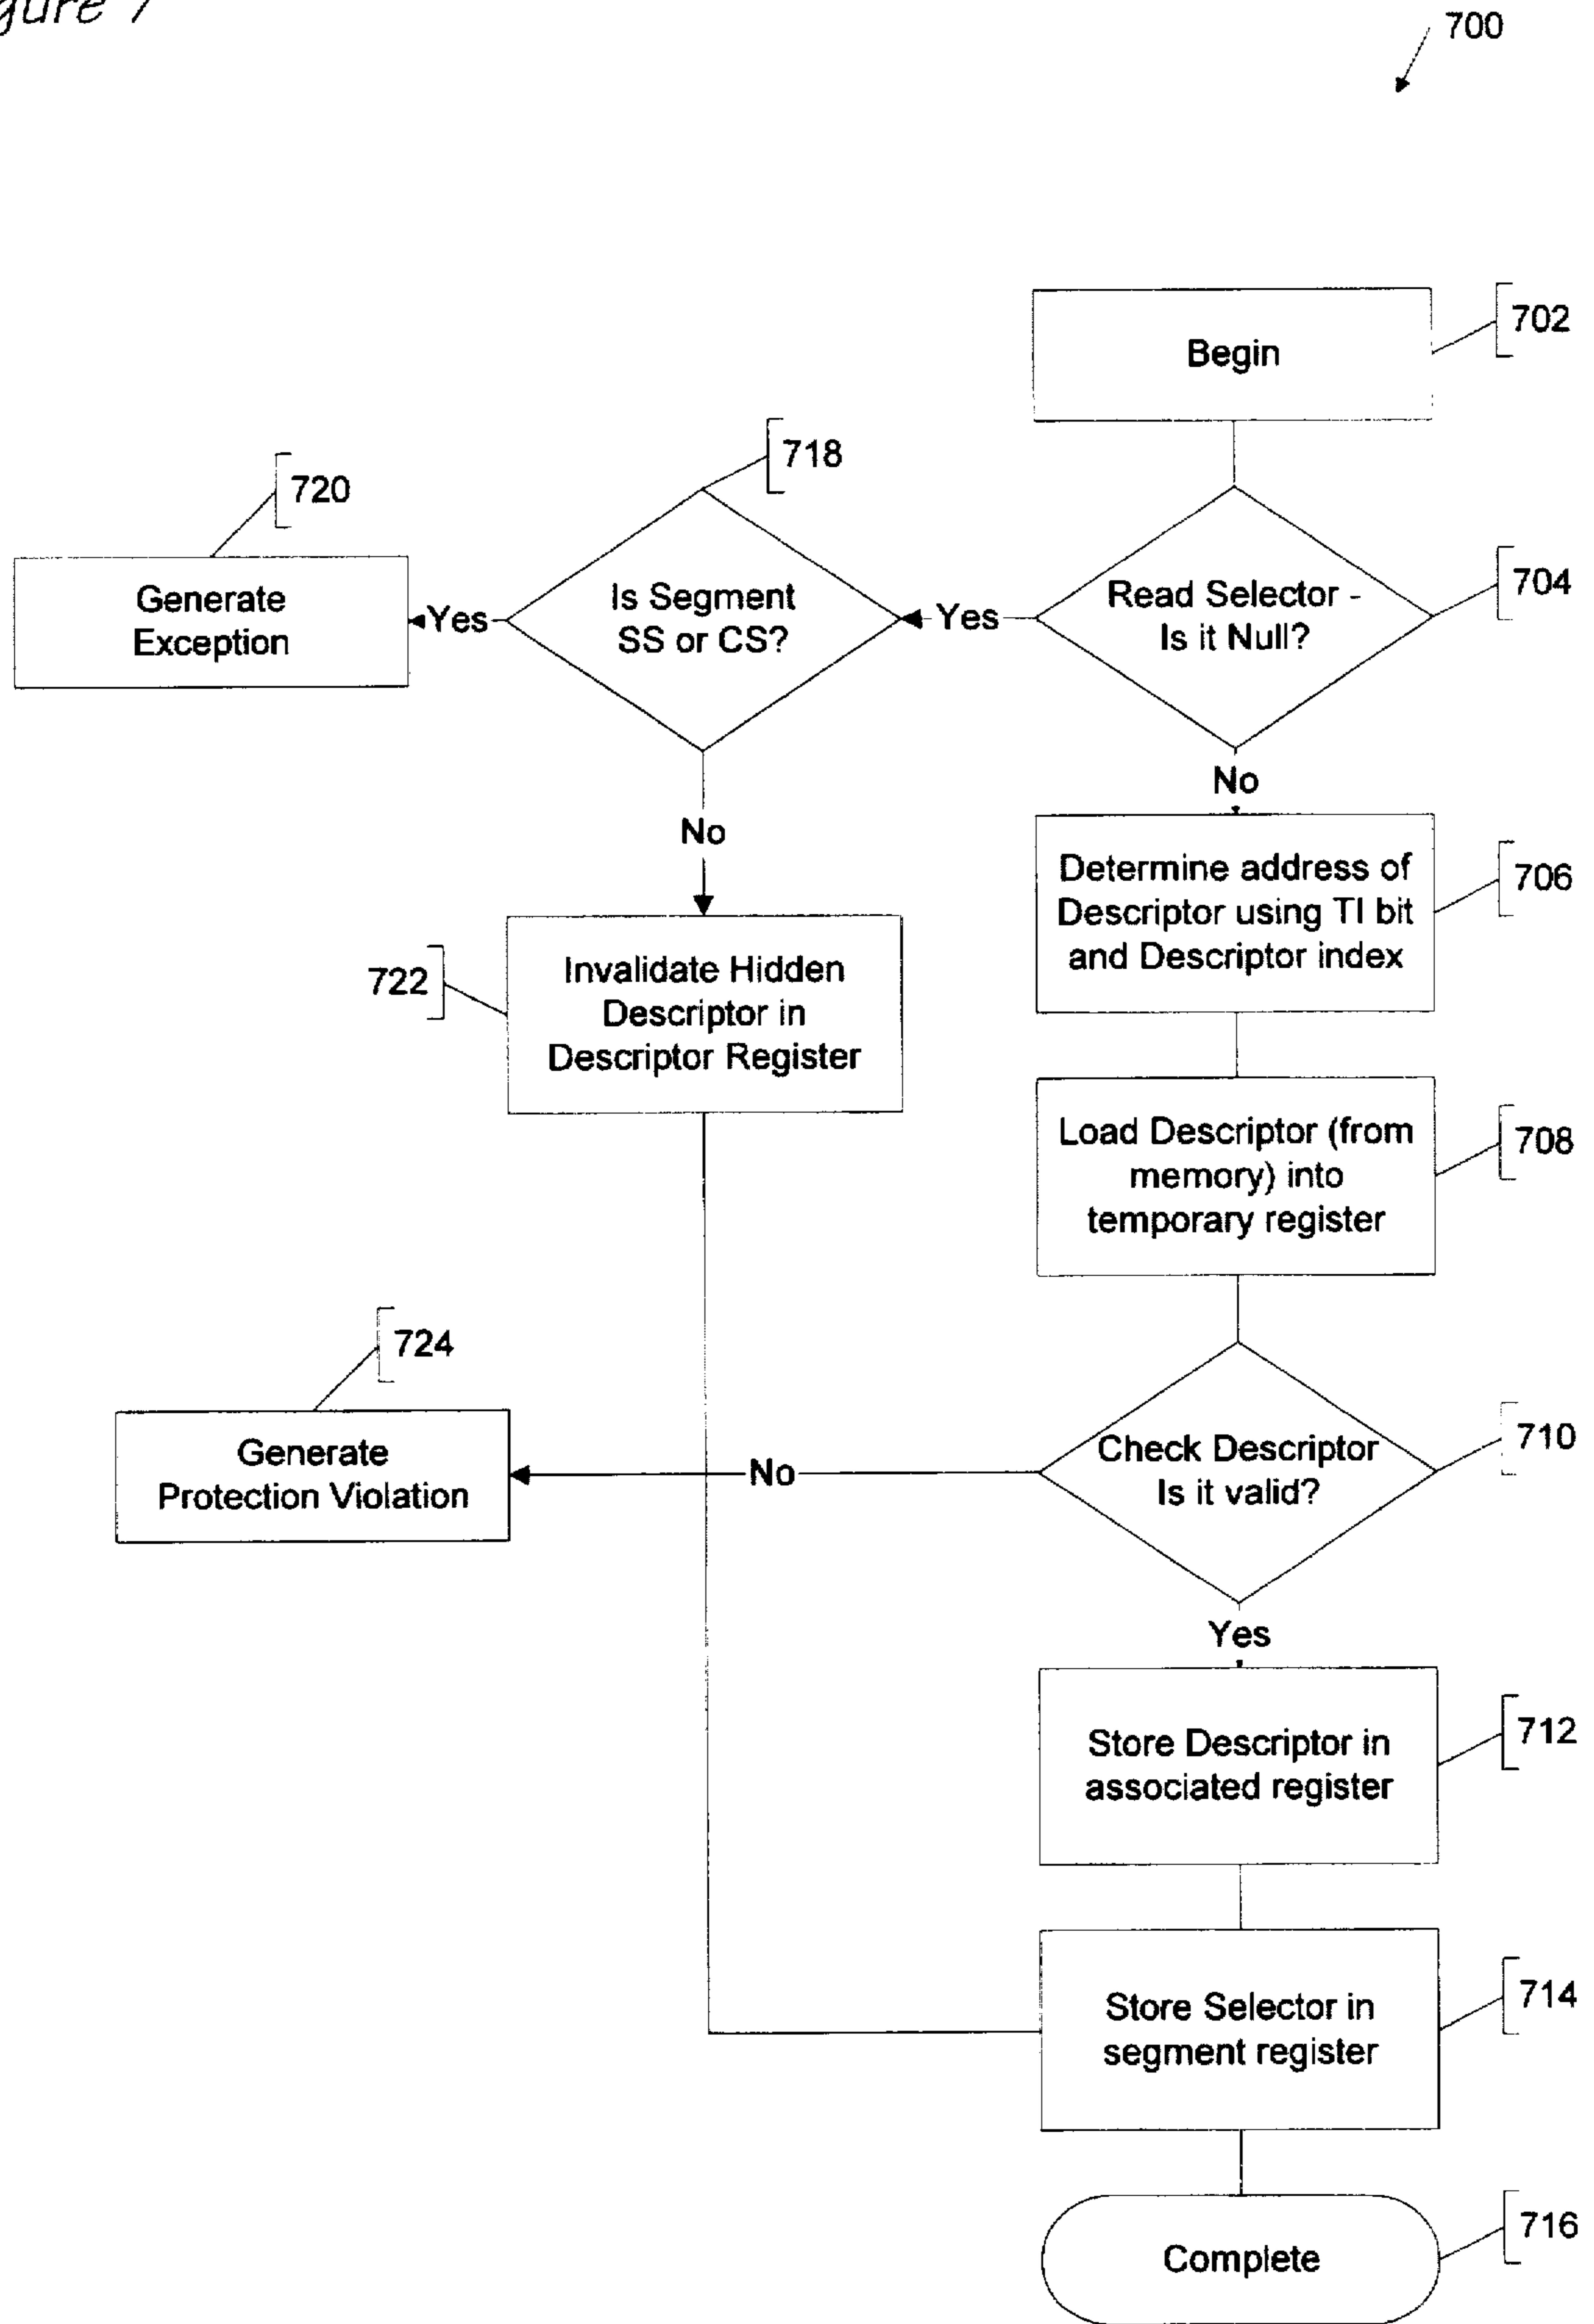 gure 7
700
702
Begin
718
720
704
Generate
Exception
Yes
Is Segment
SS or CS?
Yes
Read Selector -
Is it Null?
No
No
706
Determine address of
Descriptor using TI bit
and Descriptor index
722
Invalidate Hidden
Descriptor in
Descriptor Register
708
Load Descriptor (from
memory) into
temporary register
724
Generate
Protection Violation
No
710
Check Descriptor
Is it valid?
Yes
712
Store Descriptor in
associated register
714
Store Selector in
segment register
716
Complete